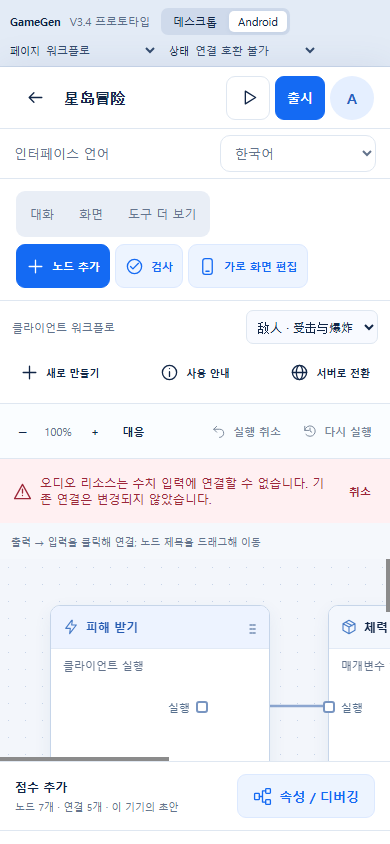 GameGen V3.4 프로토타입 데스크톱 Android
페이지 워크플로 상태 연결 호환 불가
星岛冒险 출시 A
인터페이스 언어 한국어
대화 화면 도구 더 보기
노드 추가 검사 가로 화면 편집
클라이언트 워크플로 敌人 · 受击与爆炸
새로 만들기 사용 안내 서버로 전환
− 100% + 대응 실행 취소 다시 실행
오디오 리소스는 수치 입력에 연결할 수 없습니다. 기
존 연결은 변경되지 않았습니다. 취소
출력 → 입력을 클릭해 연결; 노드 제목을 드래그해 이동
피해 받기 체력
클라이언트 실행 매개변수
실행 실행
점수 추가
노드 7개 · 연결 5개 · 이 기기의 초안
속성 / 디버깅